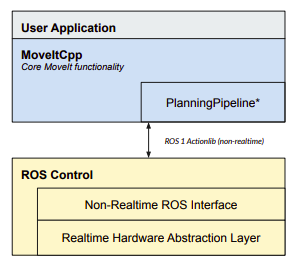 User Application
MoveItCpp
Core MoveIt functionality
PlanningPipeline*
ROS 1 Actionlib (non-realtime)
ROS Control
Non-Realtime ROS Interface
Realtime Hardware Abstraction Layer